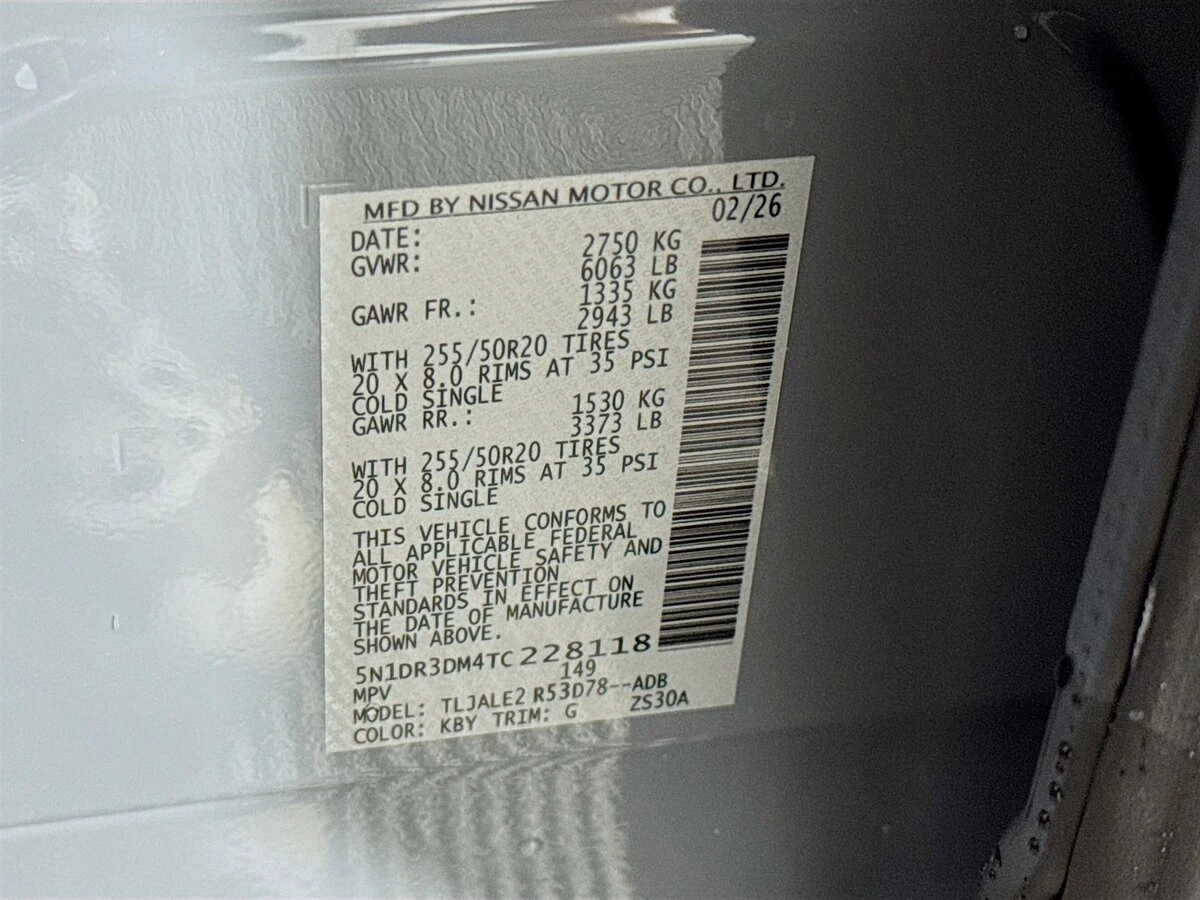 MFD BY NISSAN MOTOR CO., LTD.
DATE: 02/26
GVWR: 2750 KG
6063 LB
GAWR FR.: 1335 KG
2943 LB
WITH 255/50R20 TIRES
20 X 8.0 RIMS AT 35 PSI
COLD SINGLE
GAWR RR.: 1530 KG
3373 LB
WITH 255/50R20 TIRES
20 X 8.0 RIMS AT 35 PSI
COLD SINGLE
THIS VEHICLE CONFORMS TO
ALL APPLICABLE FEDERAL
MOTOR VEHICLE SAFETY AND
THEFT PREVENTION
STANDARDS IN EFFECT ON
THE DATE OF MANUFACTURE
SHOWN ABOVE.
5N1DR3DM4TC228118
MPV 149
MODEL: TLJALE2 R53D78--ADB
COLOR: KBY TRIM: G ZS30A